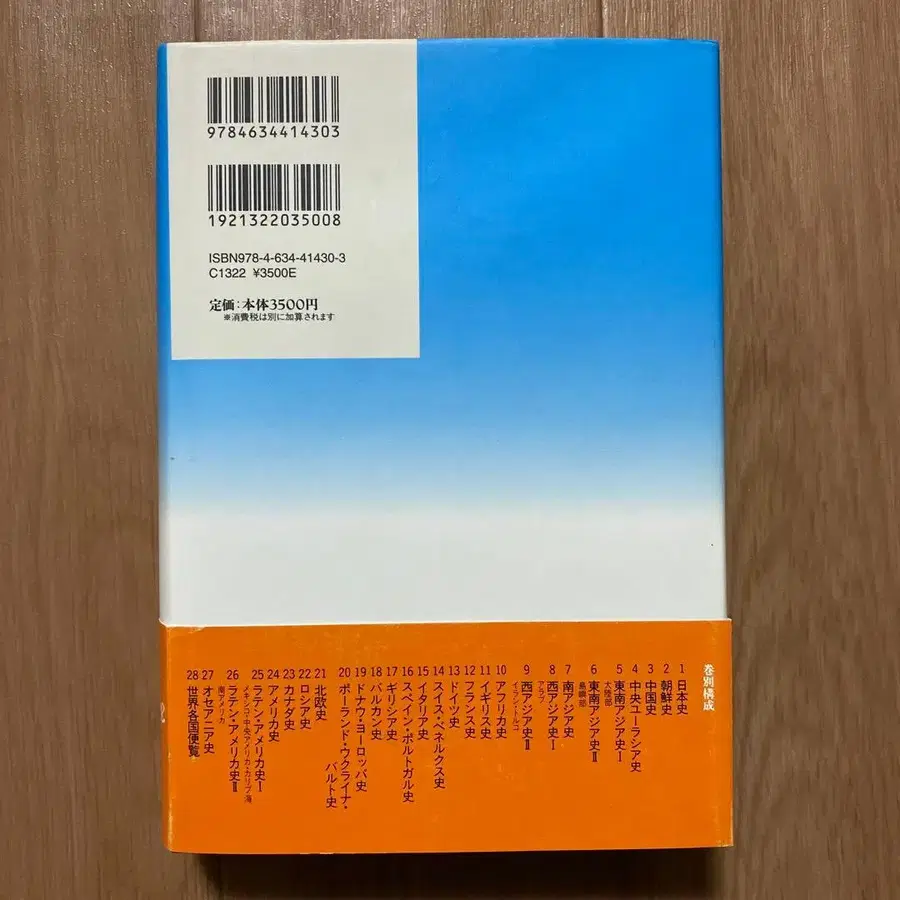 9784634414303
1921322035008
ISBN978-4-634-41430-3
C1322 ¥3500E
定価:本体3500円
※消費税は別に加算されます
巻別構成
1 日本史
2 朝鮮史
3 中国史
4 中央ユーラシア史
5 東南アジア史Ⅰ
大陸部
6 東南アジア史Ⅱ
島嶼部
7 南アジア史
8 西アジア史Ⅰ
アラブ
9 西アジア史Ⅱ
イラン・トルコ
10 アフリカ史
11 イギリス史
12 フランス史
13 ドイツ史
14 スイス・ベネルクス史
15 イタリア史
16 スペイン・ポルトガル史
17 ギリシア史
18 バルカン史
19 ドナウ・ヨーロッパ史
20 ポーランド・ウクライナ・
バルト史
21 北欧史
22 ロシア史
23 カナダ史
24 アメリカ史
25 ラテン・アメリカ史Ⅰ
メキシコ・中央アメリカ・カリブ海
26 ラテン・アメリカ史Ⅱ
南アメリカ
27 オセアニア史
28 世界各国便覧